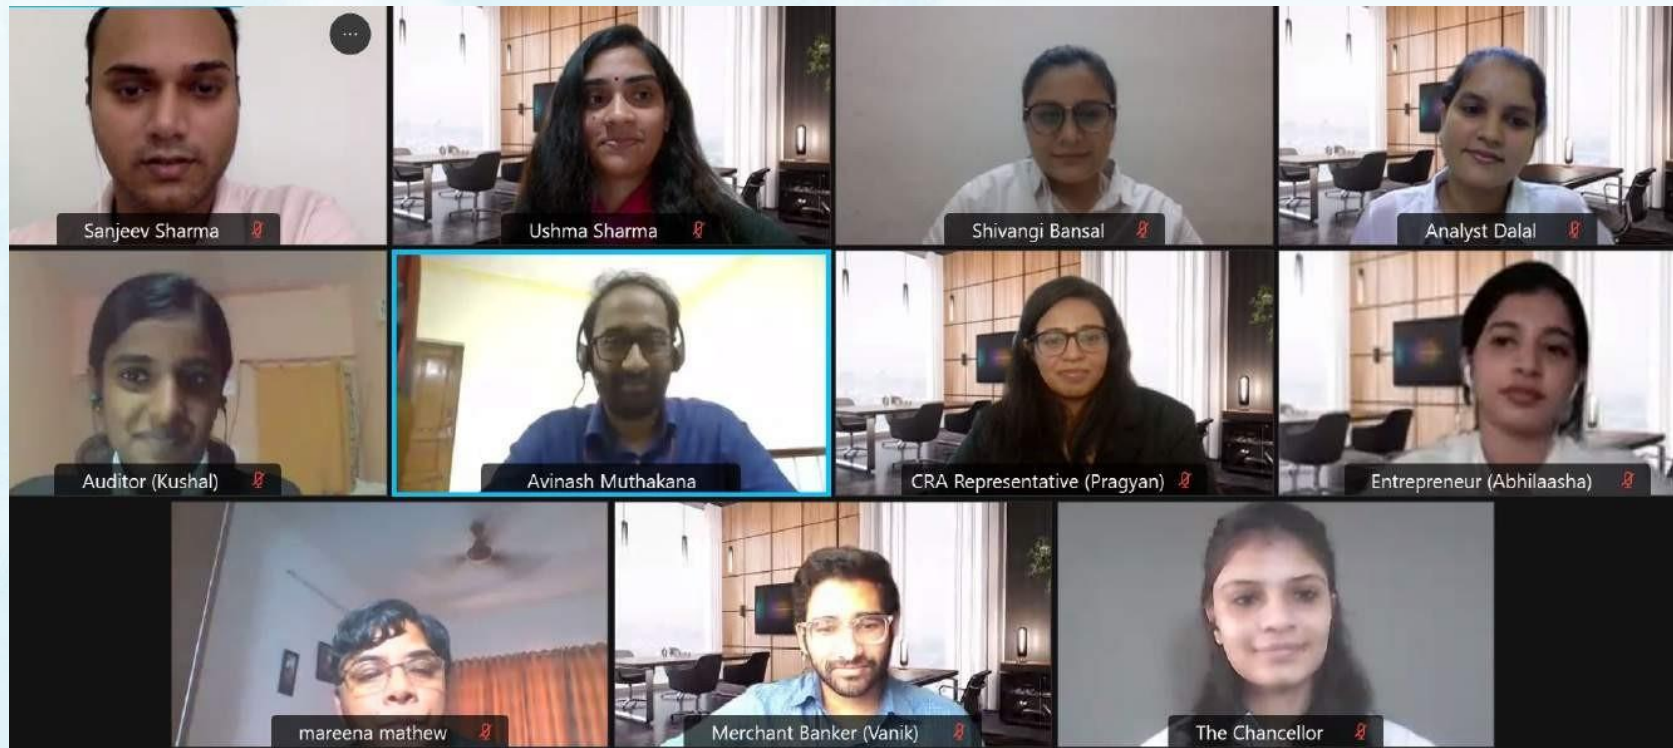 Sanjeev Sharma
Ushma Sharma
Shivangi Bansal
Analyst Dalal
Auditor (Kushal)
Avinash Muthakana
CRA Representative (Pragyan)
Entrepreneur (Abhilaasha)
mareena mathew
Merchant Banker (Vanik)
The Chancellor